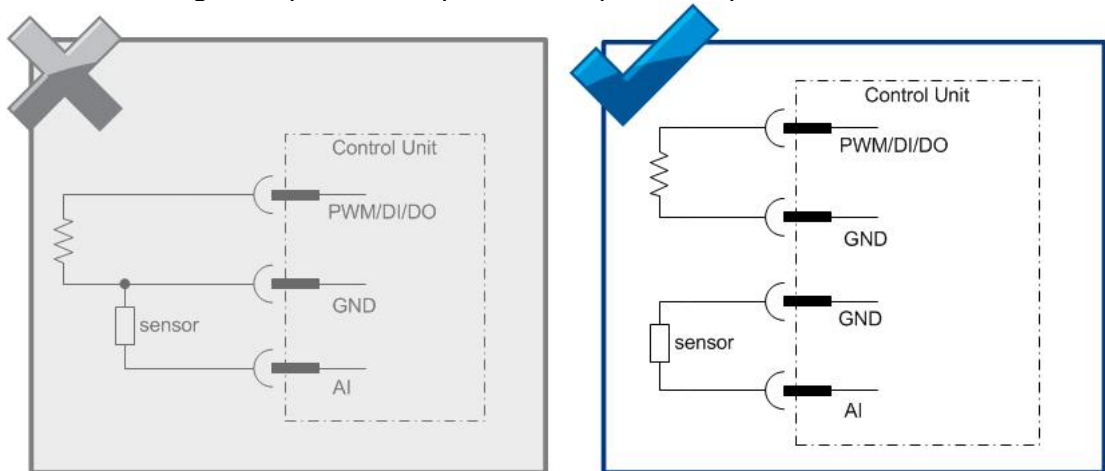 Control Unit
PWM/DI/DO
GND
sensor
AI
Control Unit
PWM/DI/DO
GND
GND
sensor
AI